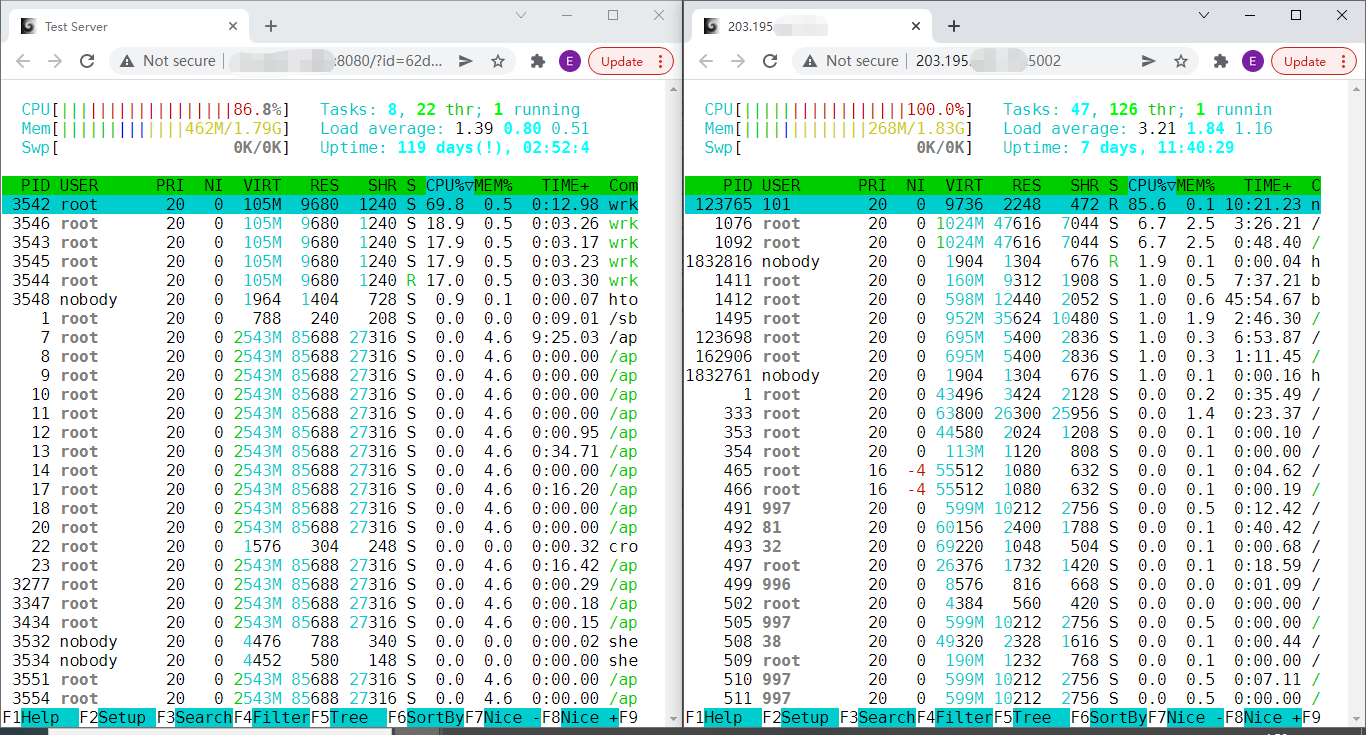 Test Server
Not secure :8080/?id=62d... E Update
CPU[||||||||||||||||||86.8%] Tasks: 8, 22 thr; 1 running
Mem[|||||||||||||462M/1.79G] Load average: 1.39 0.80 0.51
Swp[ 0K/0K] Uptime: 119 days(!), 02:52:4
PID USER PRI NI VIRT RES SHR S CPU%▽MEM% TIME+ Com
3542 root 20 0 105M 9680 1240 S 69.8 0.5 0:12.98 wrk
3546 root 20 0 105M 9680 1240 S 18.9 0.5 0:03.26 wrk
3543 root 20 0 105M 9680 1240 S 17.9 0.5 0:03.17 wrk
3545 root 20 0 105M 9680 1240 S 17.9 0.5 0:03.23 wrk
3544 root 20 0 105M 9680 1240 R 17.0 0.5 0:03.30 wrk
3548 nobody 20 0 1964 1404 728 S 0.9 0.1 0:00.07 hto
1 root 20 0 788 240 208 S 0.0 0.0 0:09.01 /sb
7 root 20 0 2543M 85688 27316 S 0.0 4.6 9:25.03 /ap
8 root 20 0 2543M 85688 27316 S 0.0 4.6 0:00.00 /ap
9 root 20 0 2543M 85688 27316 S 0.0 4.6 0:00.00 /ap
10 root 20 0 2543M 85688 27316 S 0.0 4.6 0:00.00 /ap
11 root 20 0 2543M 85688 27316 S 0.0 4.6 0:00.00 /ap
12 root 20 0 2543M 85688 27316 S 0.0 4.6 0:00.95 /ap
13 root 20 0 2543M 85688 27316 S 0.0 4.6 0:34.71 /ap
14 root 20 0 2543M 85688 27316 S 0.0 4.6 0:00.00 /ap
17 root 20 0 2543M 85688 27316 S 0.0 4.6 0:16.20 /ap
18 root 20 0 2543M 85688 27316 S 0.0 4.6 0:00.00 /ap
20 root 20 0 2543M 85688 27316 S 0.0 4.6 0:00.00 /ap
22 root 20 0 1576 304 248 S 0.0 0.0 0:00.32 cro
23 root 20 0 2543M 85688 27316 S 0.0 4.6 0:16.42 /ap
3277 root 20 0 2543M 85688 27316 S 0.0 4.6 0:00.29 /ap
3347 root 20 0 2543M 85688 27316 S 0.0 4.6 0:00.18 /ap
3434 root 20 0 2543M 85688 27316 S 0.0 4.6 0:00.15 /ap
3532 nobody 20 0 4476 788 340 S 0.0 0.0 0:00.02 she
3534 nobody 20 0 4452 580 148 S 0.0 0.0 0:00.00 she
3551 root 20 0 2543M 85688 27316 S 0.0 4.6 0:00.00 /ap
3554 root 20 0 2543M 85688 27316 S 0.0 4.6 0:00.00 /ap
F1Help F2Setup F3SearchF4FilterF5Tree F6SortByF7Nice -F8Nice +F9
203.195
Not secure 203.195. :5002 E Update
CPU[|||||||||||||||||100.0%] Tasks: 47, 126 thr; 1 runnin
Mem[|||||||||||||268M/1.83G] Load average: 3.21 1.84 1.16
Swp[ 0K/0K] Uptime: 7 days, 11:40:29
PID USER PRI NI VIRT RES SHR S CPU%▽MEM% TIME+ C
123765 101 20 0 9736 2248 472 R 85.6 0.1 10:21.23 n
1076 root 20 0 1024M 47616 7044 S 6.7 2.5 3:26.21 /
1092 root 20 0 1024M 47616 7044 S 6.7 2.5 0:48.40 /
1832816 nobody 20 0 1904 1304 676 R 1.9 0.1 0:00.04 h
1411 root 20 0 160M 9312 1908 S 1.0 0.5 7:37.21 b
1412 root 20 0 598M 12440 2052 S 1.0 0.6 45:54.67 b
1495 root 20 0 952M 35624 10480 S 1.0 1.9 2:46.30 /
123698 root 20 0 695M 5400 2836 S 1.0 0.3 6:53.87 /
162906 root 20 0 695M 5400 2836 S 1.0 0.3 1:11.45 /
1832761 nobody 20 0 1904 1304 676 S 1.0 0.1 0:00.16 h
1 root 20 0 43496 3424 2128 S 0.0 0.2 0:35.49 /
333 root 20 0 63800 26300 25956 S 0.0 1.4 0:23.37 /
353 root 20 0 44580 2024 1208 S 0.0 0.1 0:00.10 /
354 root 20 0 113M 1120 808 S 0.0 0.1 0:00.00 /
465 root 16 -4 55512 1080 632 S 0.0 0.1 0:04.62 /
466 root 16 -4 55512 1080 632 S 0.0 0.1 0:00.19 /
491 997 20 0 599M 10212 2756 S 0.0 0.5 0:12.42 /
492 81 20 0 60156 2400 1788 S 0.0 0.1 0:40.42 /
493 32 20 0 69220 1048 504 S 0.0 0.1 0:00.68 /
497 root 20 0 26376 1732 1420 S 0.0 0.1 0:18.59 /
499 996 20 0 8576 816 668 S 0.0 0.0 0:01.09 /
502 root 20 0 4384 560 420 S 0.0 0.0 0:00.00 /
505 997 20 0 599M 10212 2756 S 0.0 0.5 0:00.00 /
508 38 20 0 49320 2328 1616 S 0.0 0.1 0:00.44 /
509 root 20 0 190M 1232 768 S 0.0 0.1 0:00.00 /
510 997 20 0 599M 10212 2756 S 0.0 0.5 0:07.11 /
511 997 20 0 599M 10212 2756 S 0.0 0.5 0:00.00 /
F1Help F2Setup F3SearchF4FilterF5Tree F6SortByF7Nice -F8Nice +F9